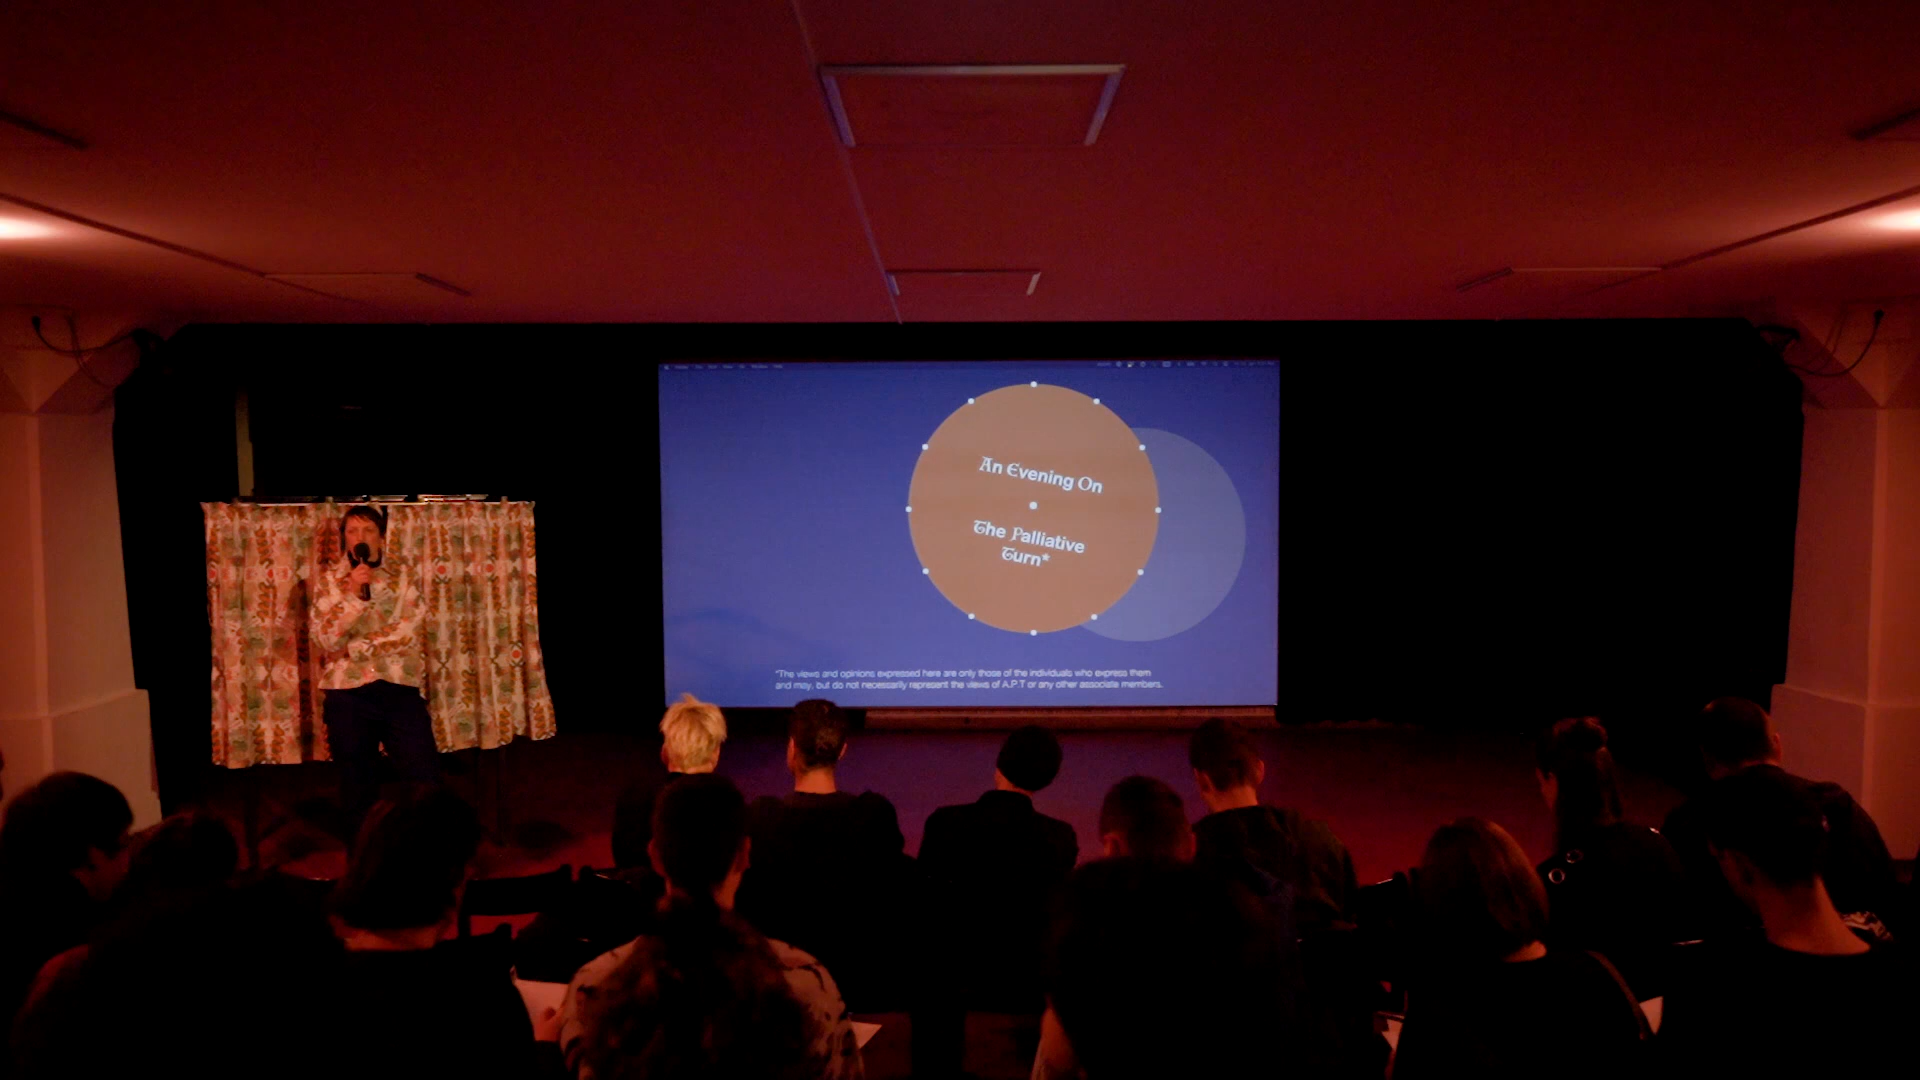 An Evening On
The Palliative
Turn*
*The views and opinions expressed here are only those of the individuals who express them
and may, but do not necessarily represent the views of A.P.T or any other associate members.